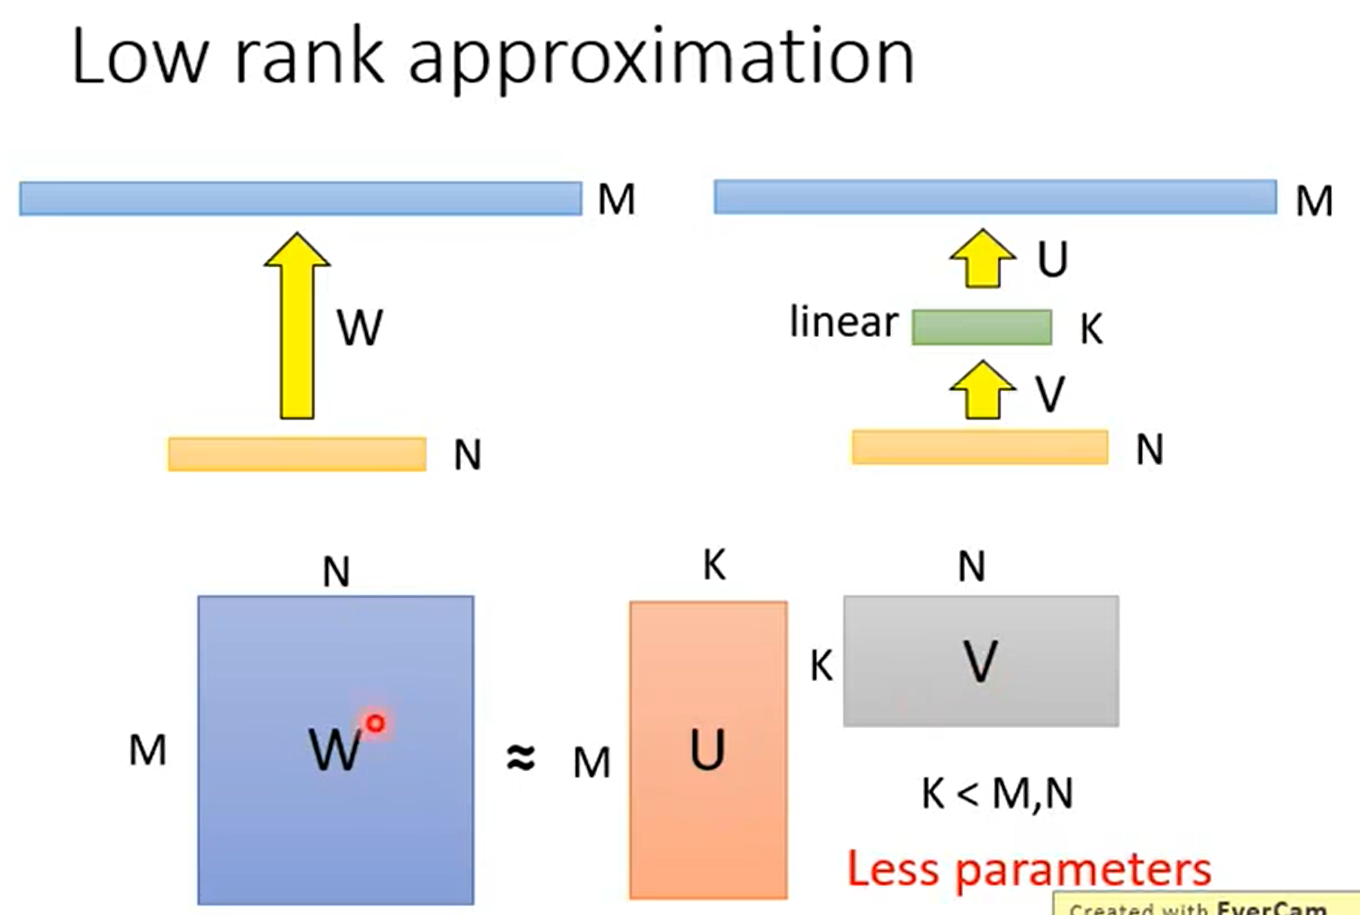 Low rank approximation
M
M
U
linear
K
W
V
N
N
N
K
N
W
M
≈
M
U
K
V
K < M,N
Less parameters
Created with EverCam